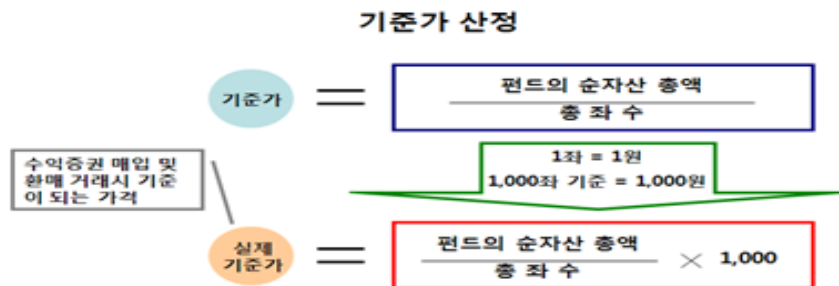 기준가 산정
기준가 = 펀드의 순자산 총액
총 좌 수
1좌 = 1원
1,000좌 기준 = 1,000원
수익증권 매입 및
환매 거래시 기준
이 되는 가격
실제
기준가 = 펀드의 순자산 총액
총 좌 수 × 1,000